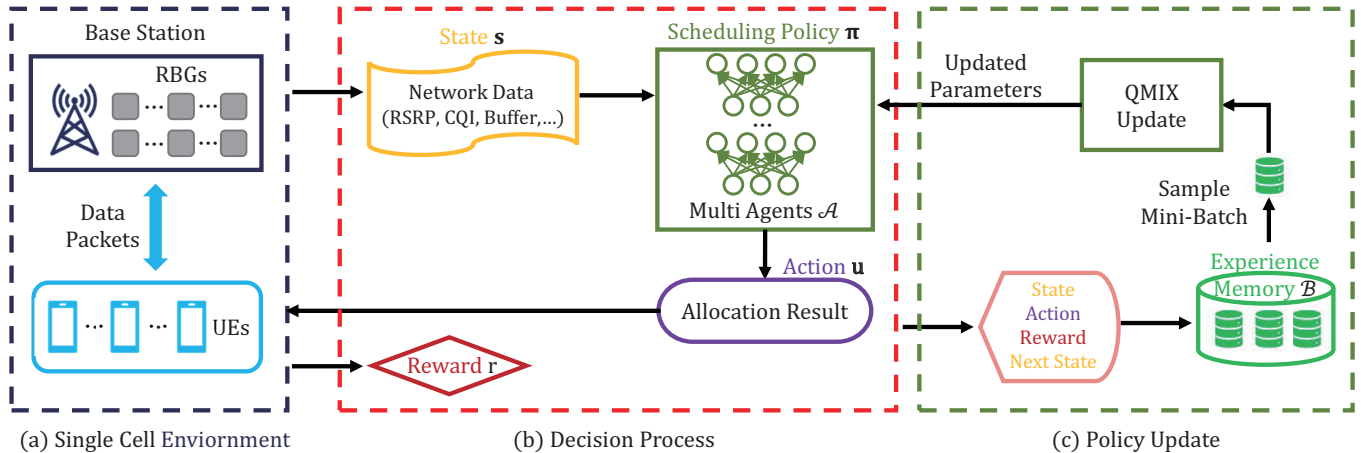 Base Station
RBGs
... ...
... ...
Data
Packets
... ...
UEs
(a) Single Cell Enviornment
State s
Network Data
(RSRP, CQI, Buffer,...)
Scheduling Policy π
...
Multi Agents 𝒜
Action u
Allocation Result
Reward r
(b) Decision Process
Updated
Parameters
QMIX
Update
Sample
Mini-Batch
Experience
Memory ℬ
State
Action
Reward
Next State
(c) Policy Update